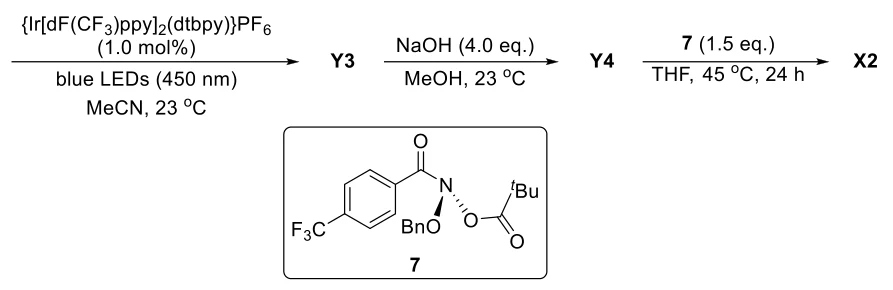 {Ir[dF(CF3)ppy]2(dtbpy)}PF6
(1.0 mol%)
blue LEDs (450 nm)
MeCN, 23 °C
Y3
NaOH (4.0 eq.)
MeOH, 23 °C
Y4
7 (1.5 eq.)
THF, 45 °C, 24 h
X2
O
N
tBu
F3C
BnO
O
O
7